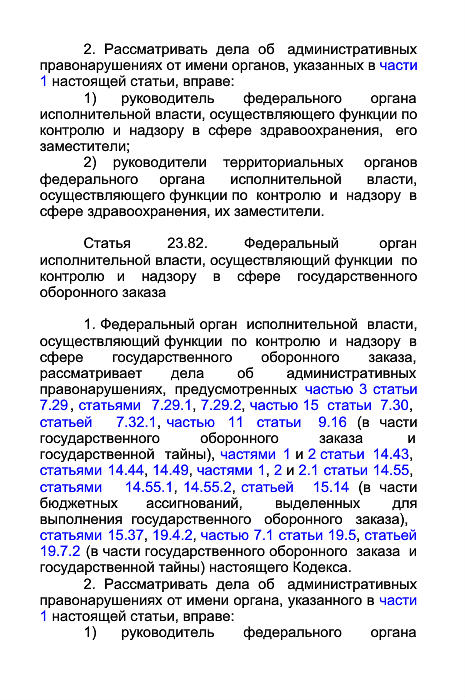 2. Рассматривать дела об административных
правонарушениях от имени органов, указанных в части
1 настоящей статьи, вправе:
1) руководитель федерального органа
исполнительной власти, осуществляющего функции по
контролю и надзору в сфере здравоохранения, его
заместители;
2) руководители территориальных органов
федерального органа исполнительной власти,
осуществляющего функции по контролю и надзору в
сфере здравоохранения, их заместители.
Статья 23.82. Федеральный орган
исполнительной власти, осуществляющий функции по
контролю и надзору в сфере государственного
оборонного заказа
1. Федеральный орган исполнительной власти,
осуществляющий функции по контролю и надзору в
сфере государственного оборонного заказа,
рассматривает дела об административных
правонарушениях, предусмотренных частью 3 статьи
7.29, статьями 7.29.1, 7.29.2, частью 15 статьи 7.30,
статьей 7.32.1, частью 11 статьи 9.16 (в части
государственного оборонного заказа и
государственной тайны), частями 1 и 2 статьи 14.43,
статьями 14.44, 14.49, частями 1, 2 и 2.1 статьи 14.55,
статьями 14.55.1, 14.55.2, статьей 15.14 (в части
бюджетных ассигнований, выделенных для
выполнения государственного оборонного заказа),
статьями 15.37, 19.4.2, частью 7.1 статьи 19.5, статьей
19.7.2 (в части государственного оборонного заказа и
государственной тайны) настоящего Кодекса.
2. Рассматривать дела об административных
правонарушениях от имени органа, указанного в части
1 настоящей статьи, вправе:
1) руководитель федерального органа